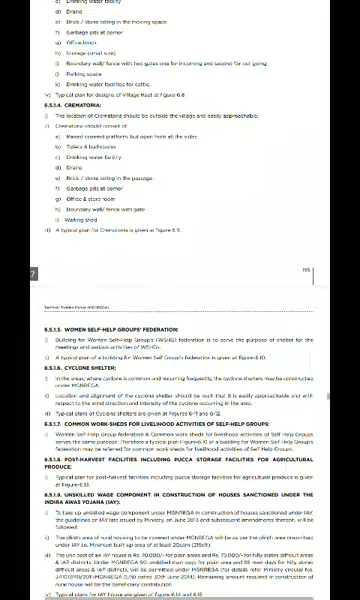 c) Drinking water facility
d) Drains
e) Brick / stone soling in the moving space
f) Garbage pits at corner
g) Office block
h) Storage (small size)
i) Boundary wall/ fence with two gates one for incoming and second for out going
j) Parking space
k) Drinking water facilities for cattle.
iv) Typical plan for designs of Village Haat at figure-6.8
6.5.1.4. CREMATORIA:
i) The location of Crematoria should be outside the village and easily approachable.
ii) Crematoria should consist of:
a) Raised covered platform, but open from all the sides
b) Toilets & bathrooms
c) Drinking water facility
d) Drains
e) Brick / stone soling in the passage
f) Garbage pits at corner
g) Office & store room
h) Boundary wall/ fence with gate
i) Waiting shed
iii) A typical plan for Crematoria is given at figure 6.9.
195
7
6.5.1.5. WOMEN SELF-HELP GROUPS' FEDERATION:
i) Building for Women Self-Help Group's (WSHG) federation is to serve the purpose of shelter for the
meetings and various activities of WSHGs.
ii) A typical plan of a building for Women Self Group's federation is given at figure-6.10.
6.5.1.6. CYCLONE SHELTER:
i) In the areas, where cyclone is common and recurring frequently, the cyclone shelters may be constructed
under MGNREGA.
ii) Location and alignment of the cyclone shelter should be such that it is easily approachable and with
respect to the wind direction and intensity of the cyclone occurring in the area.
iii) Typical plans of Cyclone shelters are given at Figures 6-11 and 6-12.
6.5.1.7. COMMON WORK-SHEDS FOR LIVELIHOOD ACTIVITIES OF SELF-HELP GROUPS:
i) Women Self Help Group federation & Common work sheds for livelihood activities of Self Help Groups
serves the same purpose. Therefore a typical plan Figure-6.10 of a building for Women Self Help Group's
federation may be referred for common work-sheds for livelihood activities of Self Help Groups.
6.5.1.8. POST-HARVEST FACILITIES INCLUDING PUCCA STORAGE FACILITIES FOR AGRICULTURAL
PRODUCE:
i) Typical plan for post-harvest facilities including pucca storage facilities for agricultural produce is given
at Figure-6.13.
6.5.1.9. UNSKILLED WAGE COMPONENT IN CONSTRUCTION OF HOUSES SANCTIONED UNDER THE
INDIRA AWAS YOJANA (IAY):
i) To take up unskilled wage component under MGNREGA in construction of houses sanctioned under IAY,
the guidelines on IAY last issued by Ministry, on June 2013 and subsequent amendments thereon, will be
followed.
ii) The plinth area of rural housing to be covered under MGNREGA will be as per the plinth area prescribed
under IAY i.e. Minimum built up area of at least 20sqm (215sft).
iii) The unit cost of an IAY house is Rs. 70,000/- for plain areas and Rs. 75,000/- for hilly states difficult areas
& IAP districts. Under MGNREGA 90 unskilled man days for plain area and 95 man days for hilly states
difficult areas & IAP districts, will be permitted under MGNREGA (for details refer Ministry circular No.
2014). Remaining amount required in construction of
rural house will be the beneficiary contribution.
iv) Typical plans for IAY house are given at figure-6.14 and 6.15